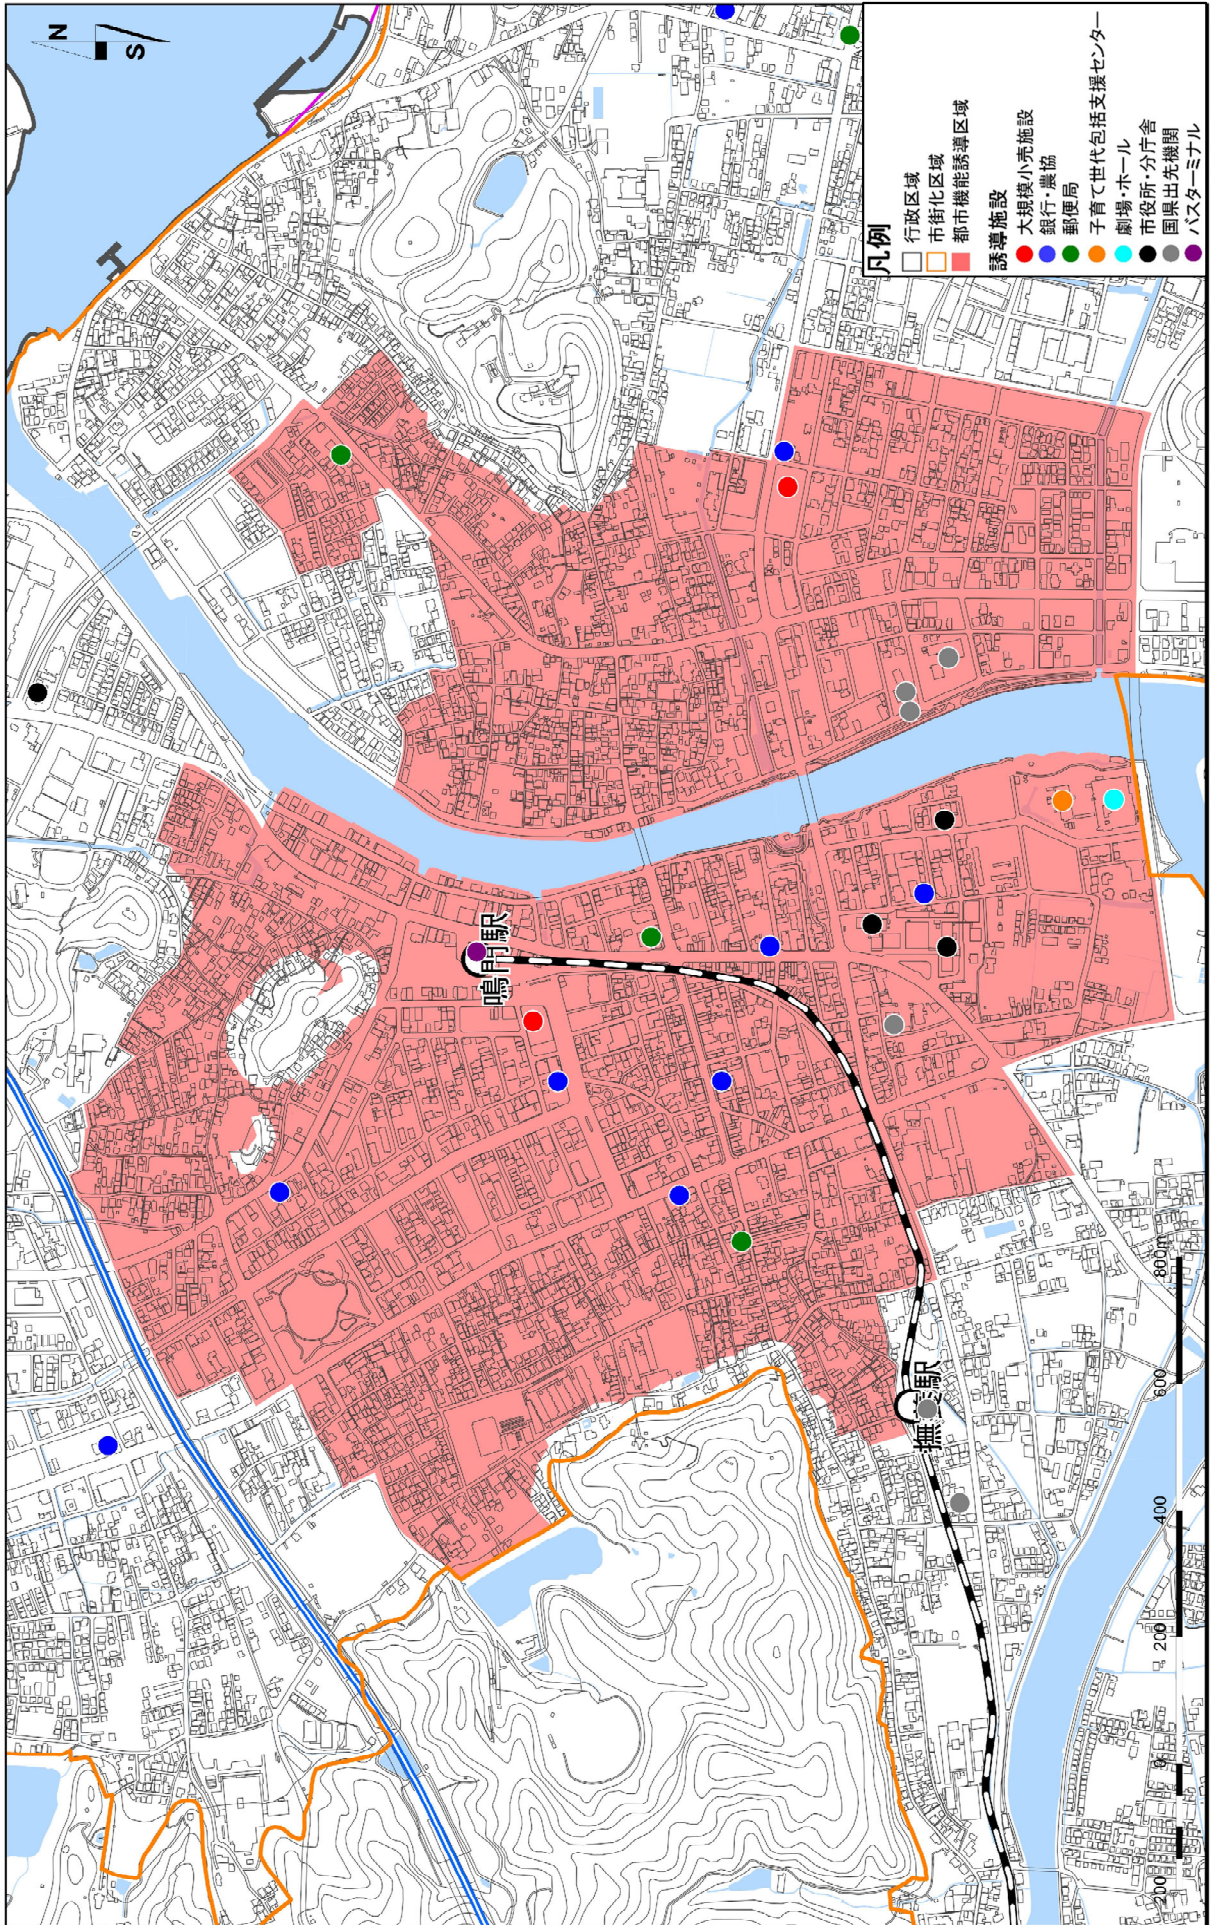 N
S
凡例
行政区域
市街化区域
都市機能誘導区域
誘導施設
大規模小売施設
銀行・農協
郵便局
子育て世代包括支援センター
劇場・ホール
市役所・分庁舎
国県出先機関
バスターミナル
鳴門駅
200
0
200
400
600
800m